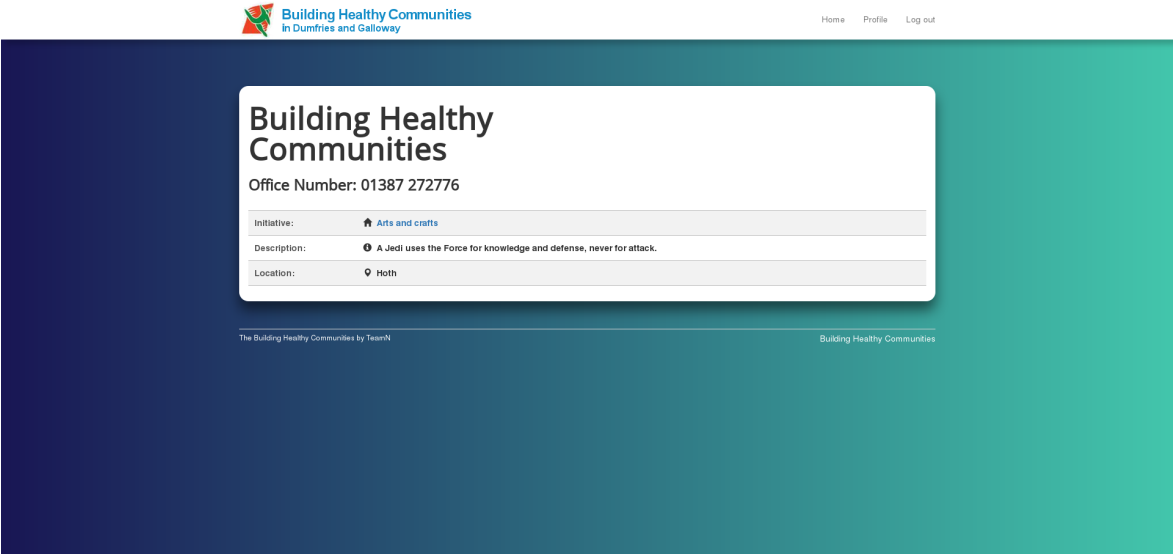 Building Healthy Communities
in Dumfries and Galloway
Home Profile Log out
Building Healthy
Communities
Office Number: 01387 272776
Initiative: Arts and crafts
Description: A Jedi uses the Force for knowledge and defense, never for attack.
Location: Hoth
The Building Healthy Communities by TeamN Building Healthy Communities